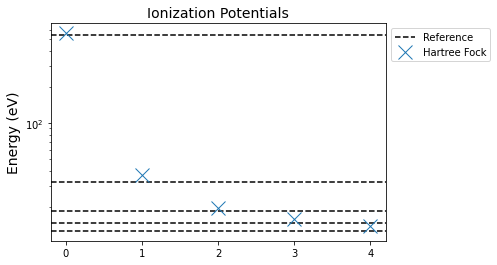 Ionization Potentials
Reference
Hartree Fock
Energy (eV)
10²
0 1 2 3 4